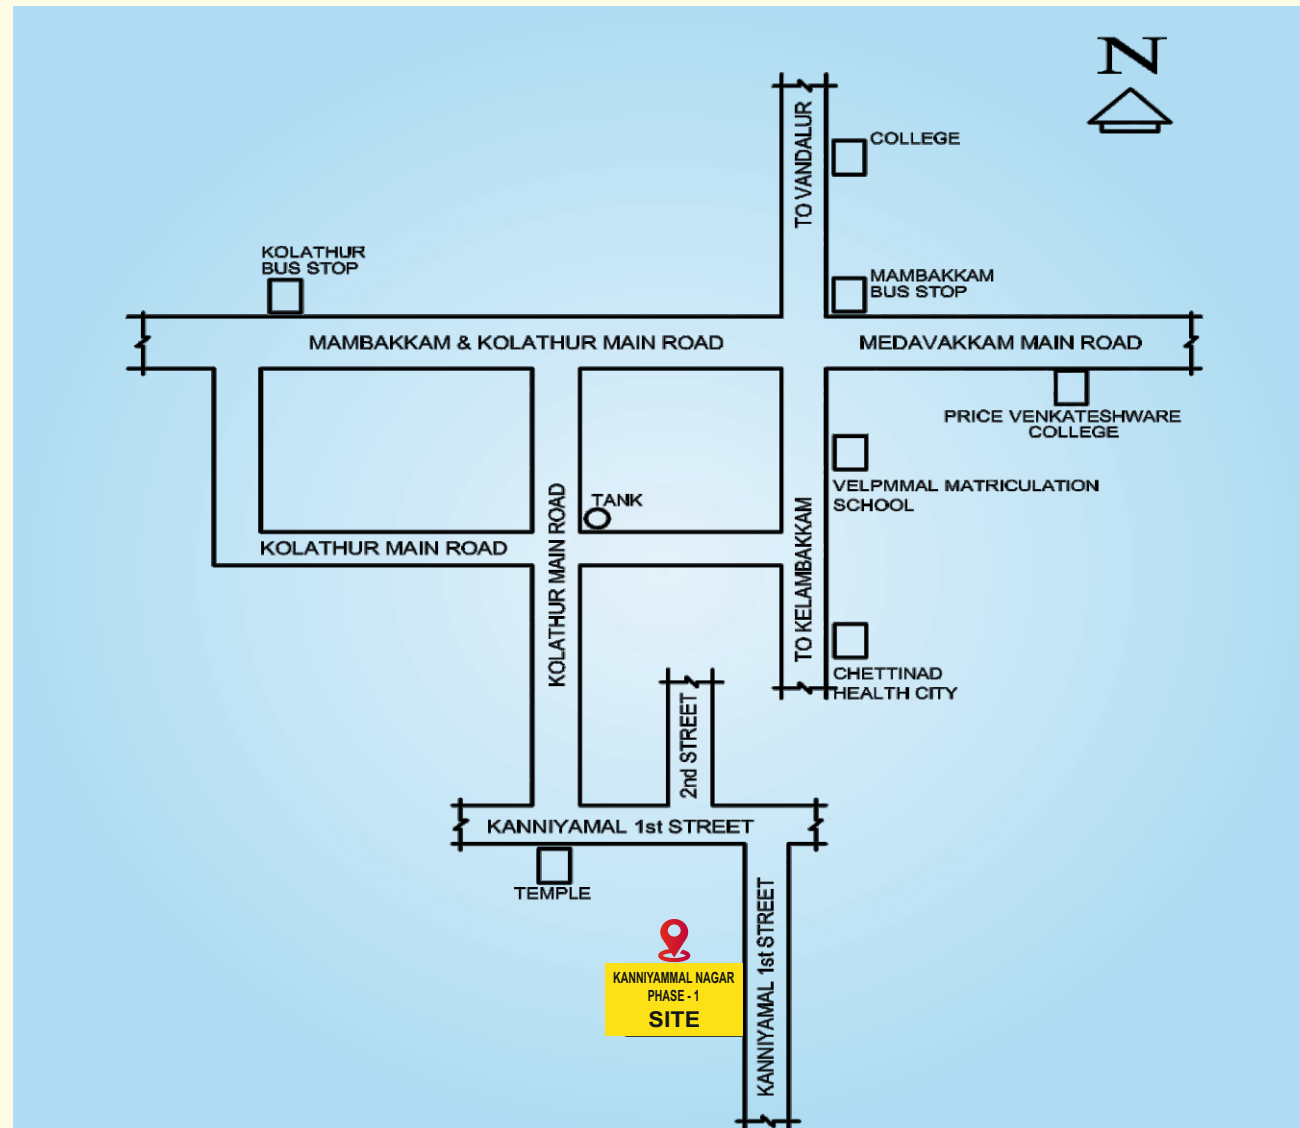 N
COLLEGE
TO VANDALUR
KOLATHUR
BUS STOP
MAMBAKKAM
BUS STOP
MAMBAKKAM & KOLATHUR MAIN ROAD
MEDAVAKKAM MAIN ROAD
PRICE VENKATESHWARE
COLLEGE
VELPMMAL MATRICULATION
SCHOOL
TANK
KOLATHUR MAIN ROAD
KOLATHUR MAIN ROAD
TO KELAMBAKKAM
CHETTINAD
HEALTH CITY
2nd STREET
KANNIYAMAL 1st STREET
TEMPLE
KANNIYAMMAL NAGAR
PHASE - 1
SITE
KANNIYAMAL 1st STREET